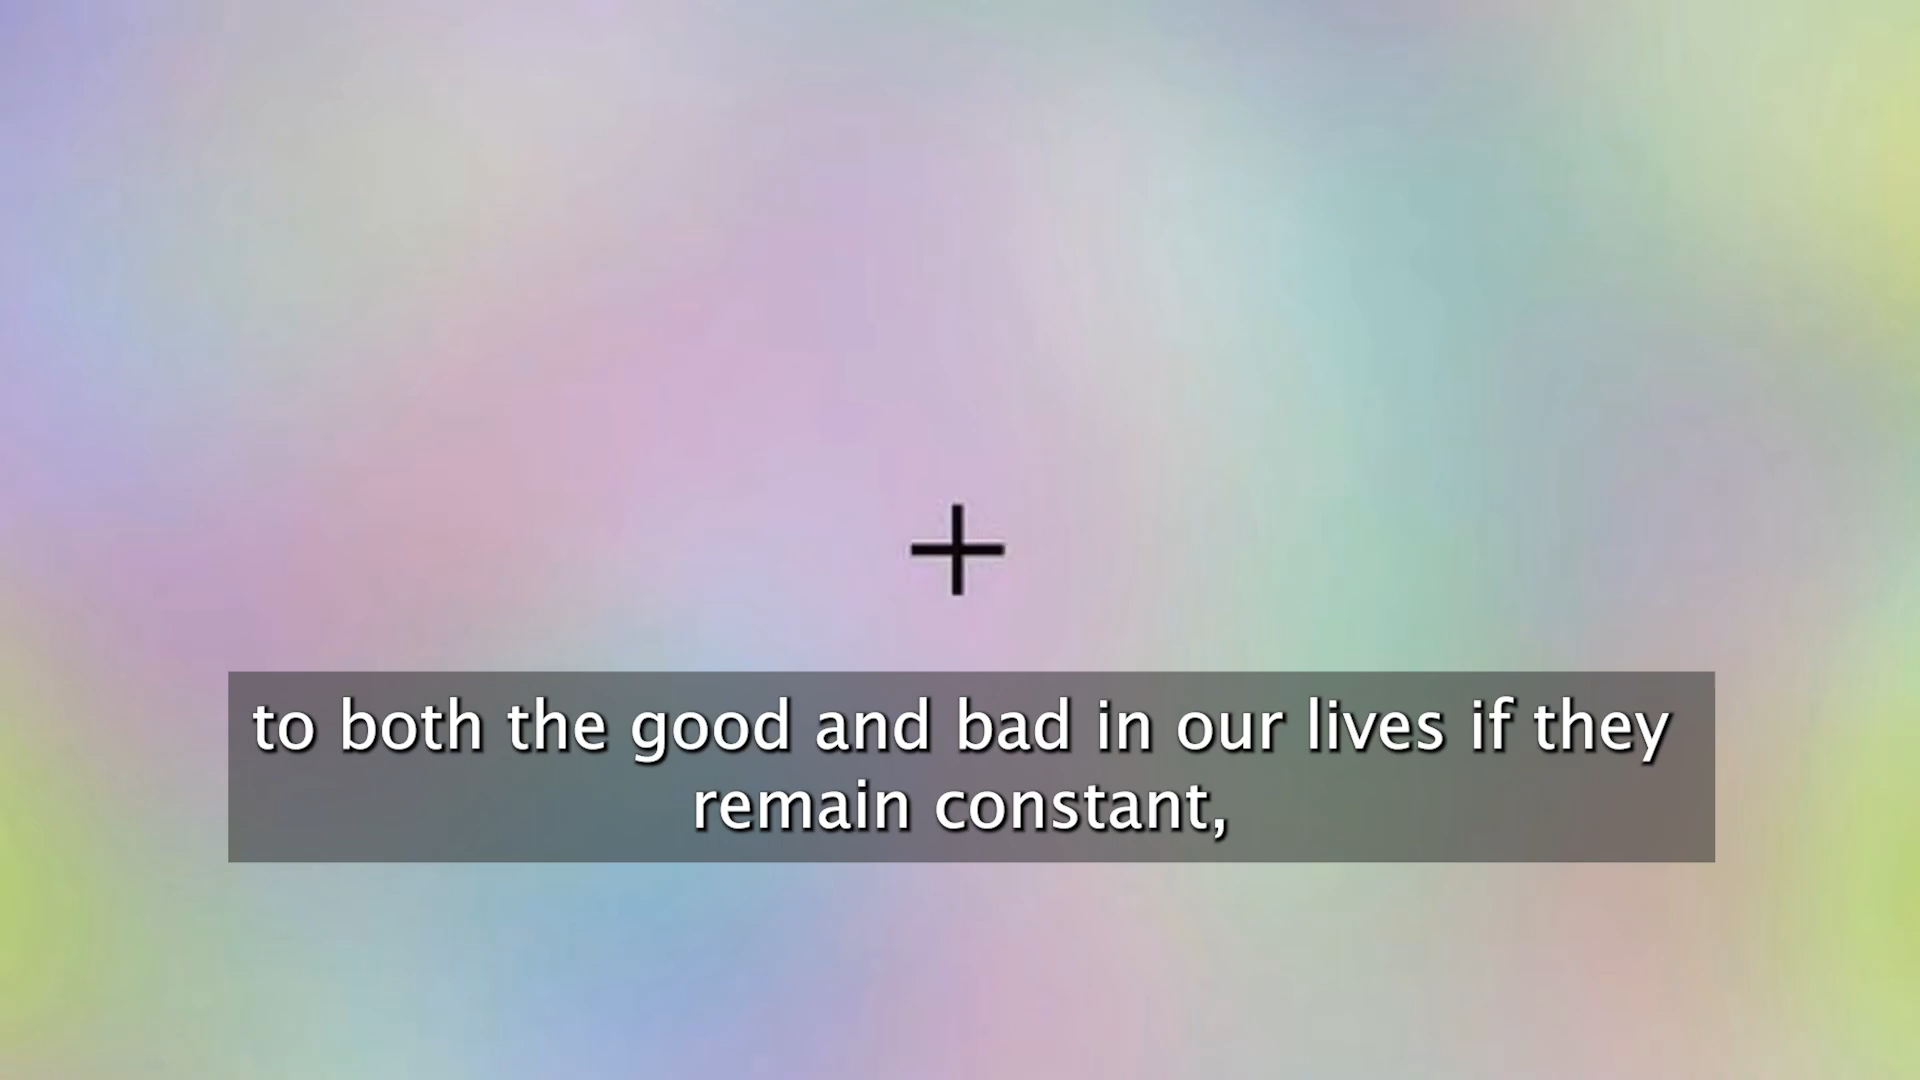 to both the good and bad in our lives if they
remain constant,